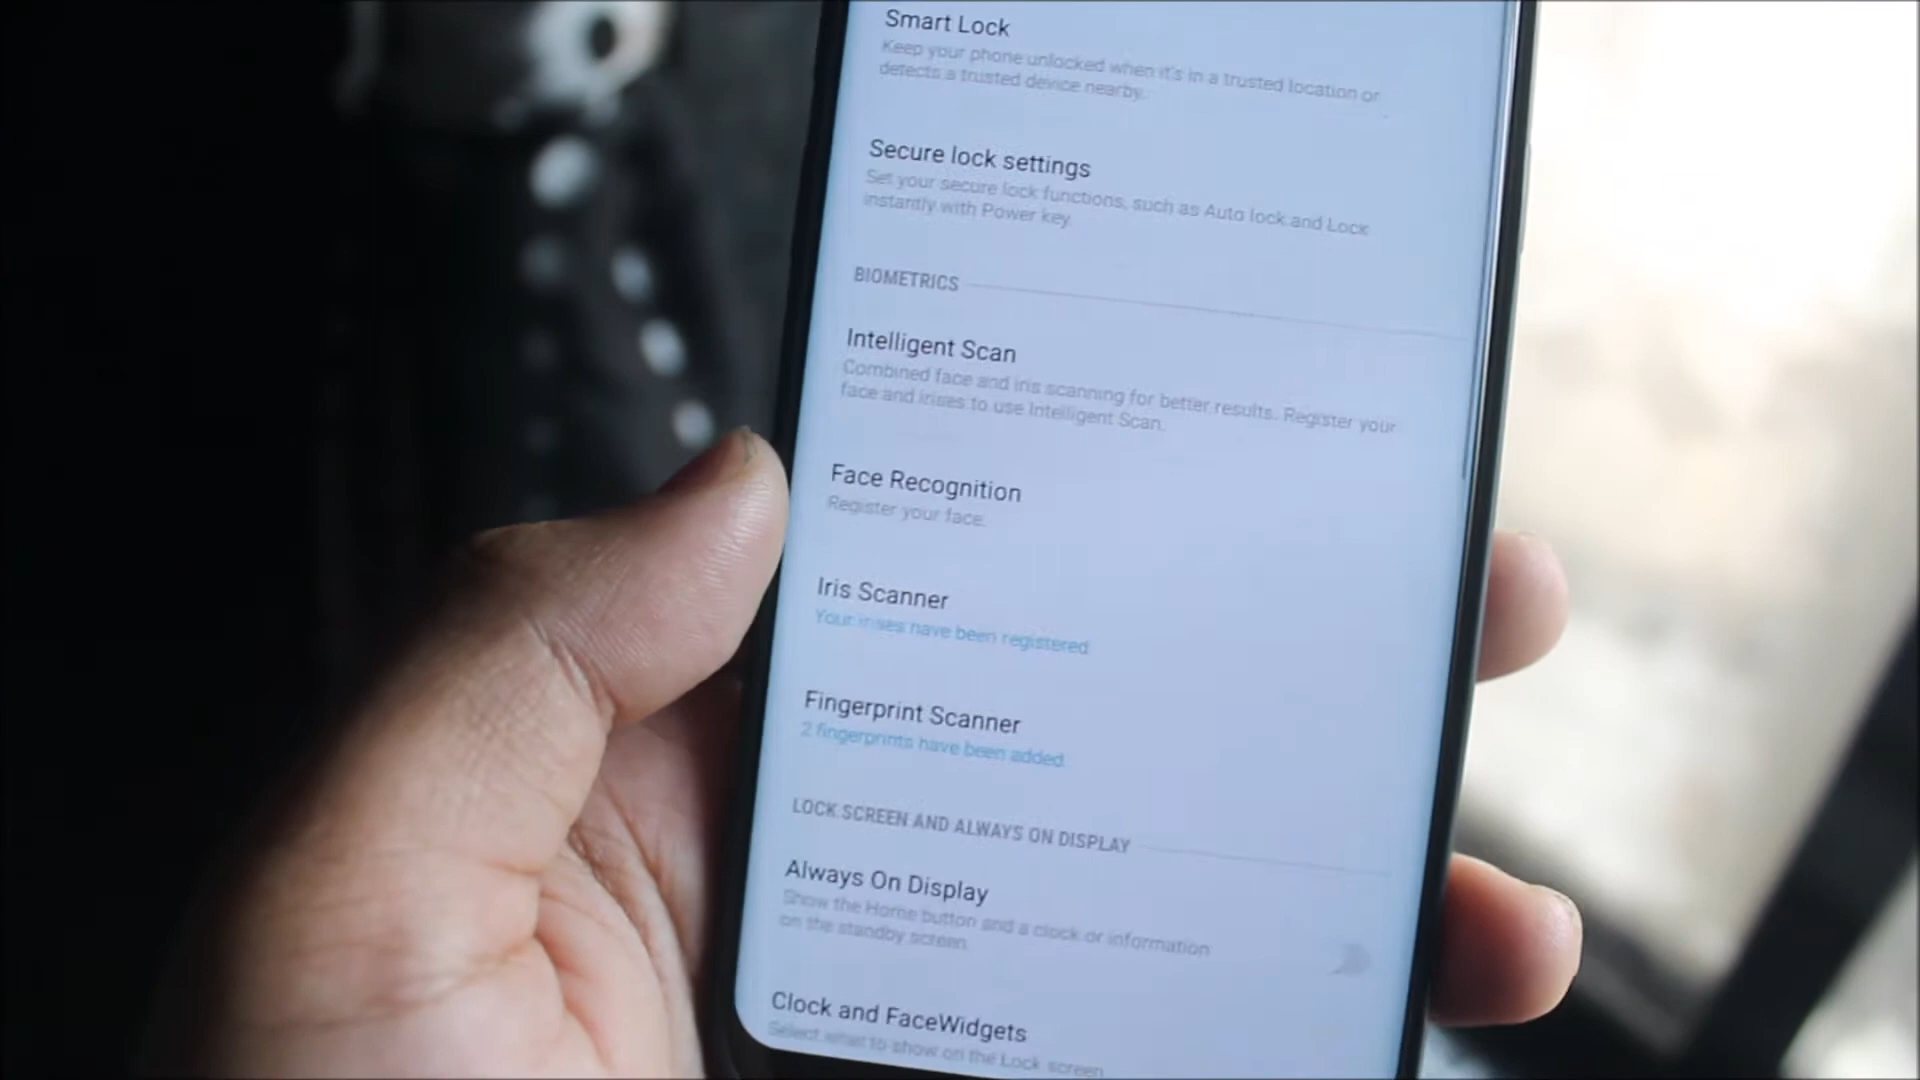 Smart Lock
Keep your phone unlocked when it's in a trusted location or
detects a trusted device nearby.
Secure lock settings
Set your secure lock functions, such as Auto lock and Lock
instantly with Power key.
BIOMETRICS
Intelligent Scan
Combined face and iris scanning for better results. Register your
face and irises to use Intelligent Scan.
Face Recognition
Register your face.
Iris Scanner
Your irises have been registered.
Fingerprint Scanner
2 fingerprints have been added.
LOCK SCREEN AND ALWAYS ON DISPLAY
Always On Display
Show the Home button and a clock or information
on the standby screen.
Clock and FaceWidgets
Select what to show on the Lock screen